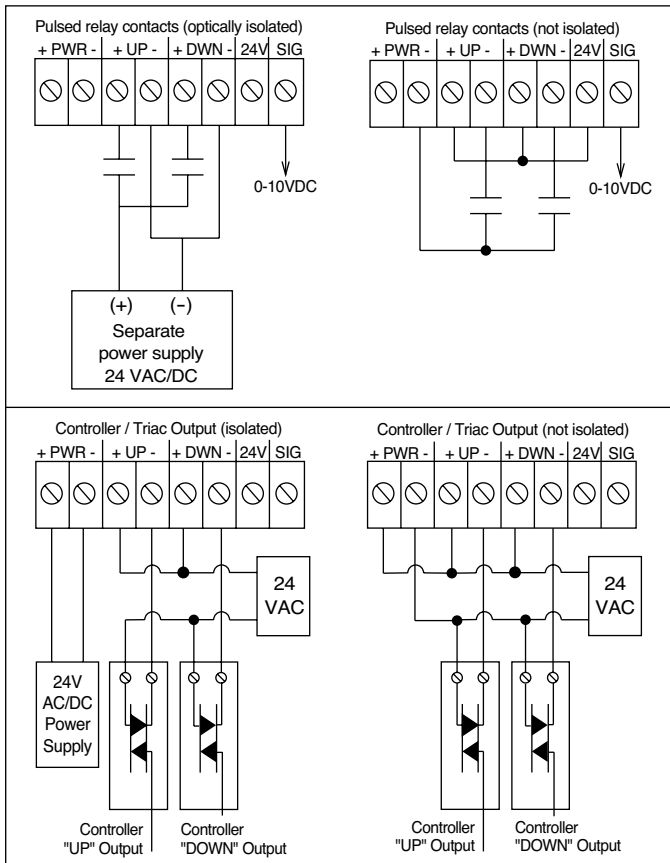 Pulsed relay contacts (optically isolated)
+ PWR - + UP - + DWN - 24V SIG
0-10VDC
(+) (-)
Separate
power supply
24 VAC/DC
Pulsed relay contacts (not isolated)
+ PWR - + UP - + DWN - 24V SIG
0-10VDC
Controller / Triac Output (isolated)
+ PWR - + UP - + DWN - 24V SIG
24
VAC
24V
AC/DC
Power
Supply
Controller
"UP" Output
Controller
"DOWN" Output
Controller / Triac Output (not isolated)
+ PWR - + UP - + DWN - 24V SIG
24
VAC
Controller
"UP" Output
Controller
"DOWN" Output